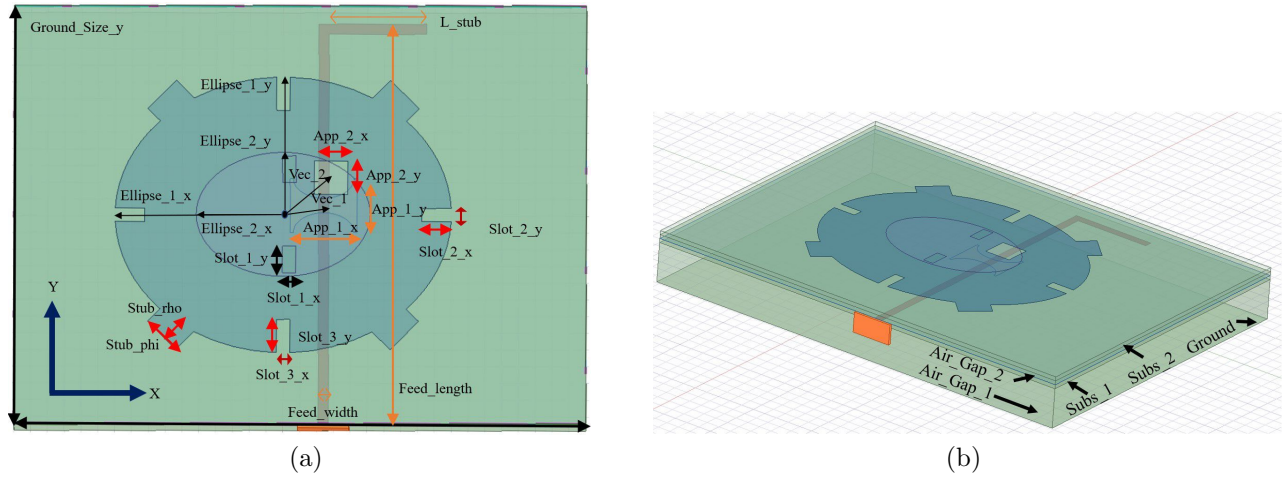 Ground_Size_y
L_stub
Ellipse_1_y
Ellipse_2_y
App_2_x
Vec_2
App_2_y
Vec_1
Ellipse_1_x
App_1_y
Ellipse_2_x
App_1_x
Slot_2_y
Slot_2_x
Slot_1_y
Slot_1_x
Y
Stub_rho
Stub_phi
Slot_3_y
Slot_3_x
X
Feed_length
Feed_width
Air_Gap_2
Air_Gap_1
Subs_1
Subs_2
Ground
(a)
(b)